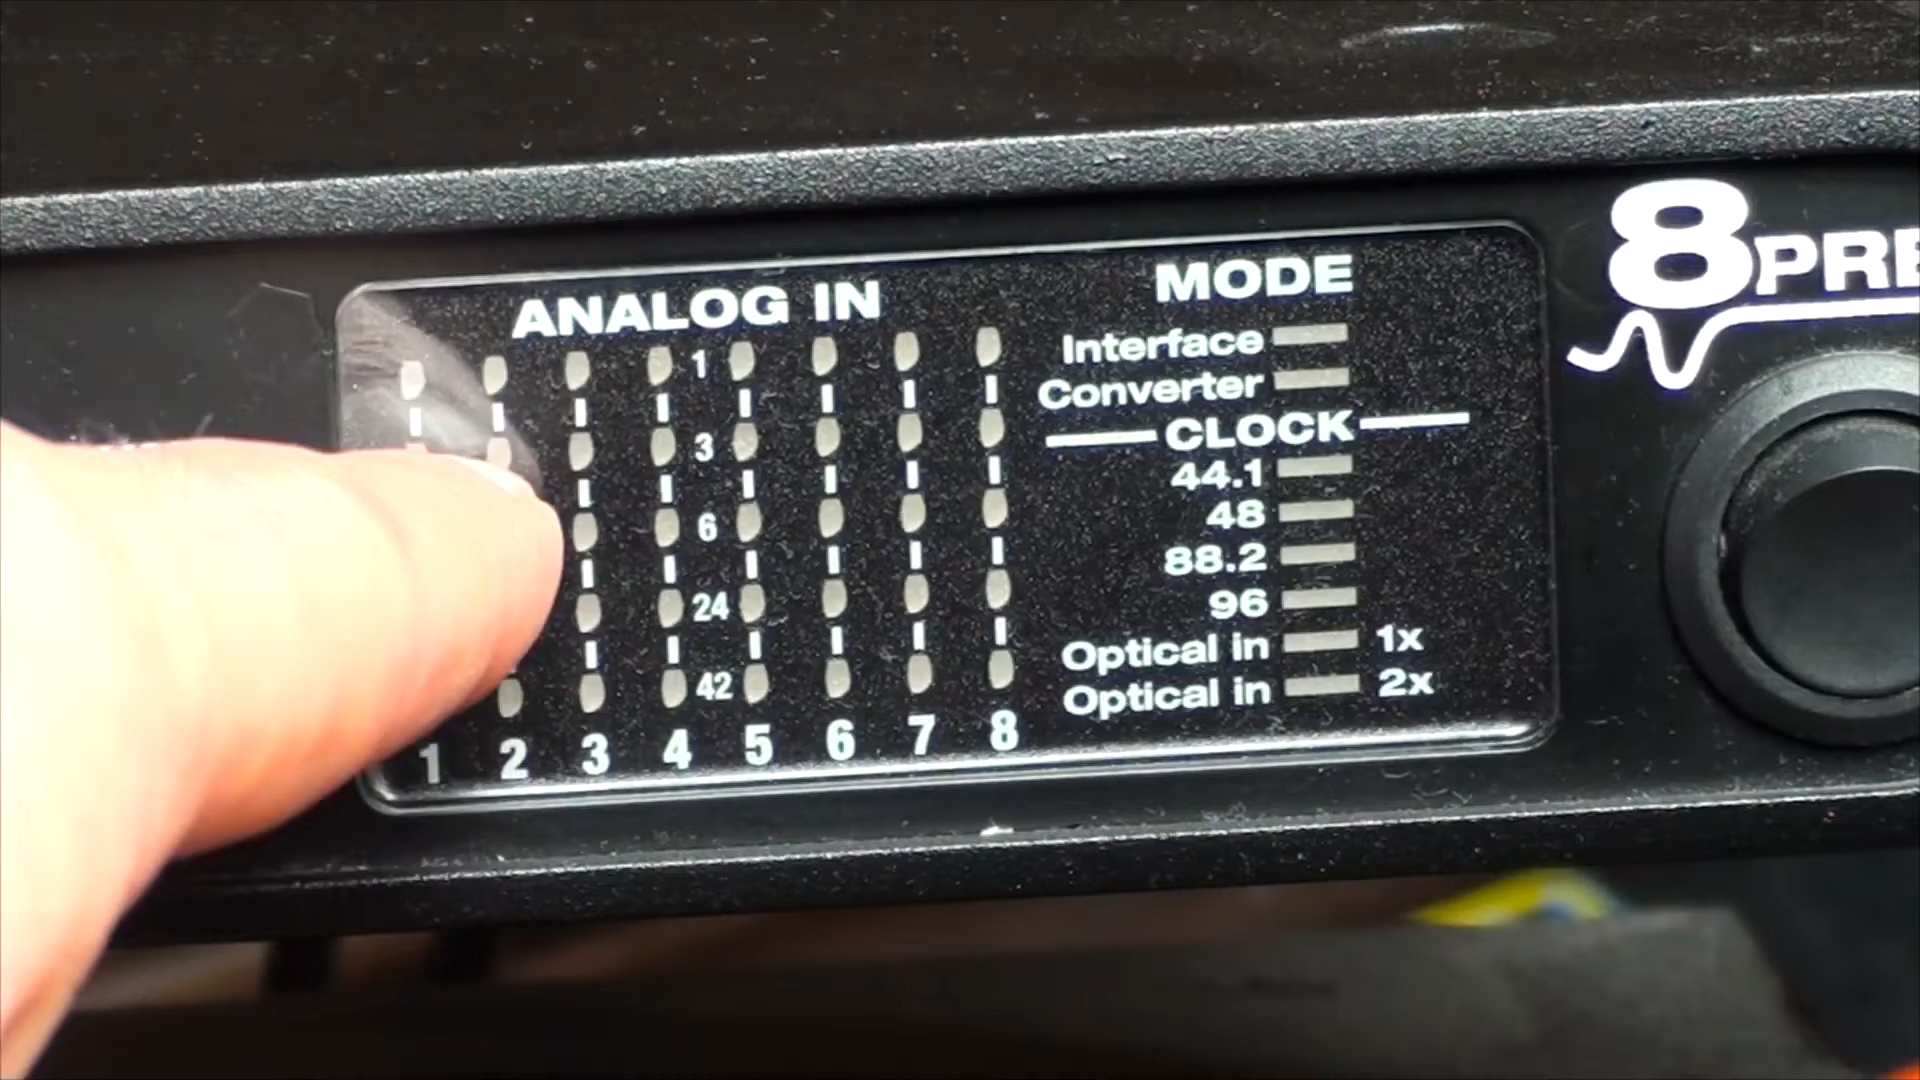 ANALOG IN
1
3
6
24
42
1 2 3 4 5 6 7 8
MODE
Interface
Converter
CLOCK
44.1
48
88.2
96
Optical in 1x
Optical in 2x
8PRE